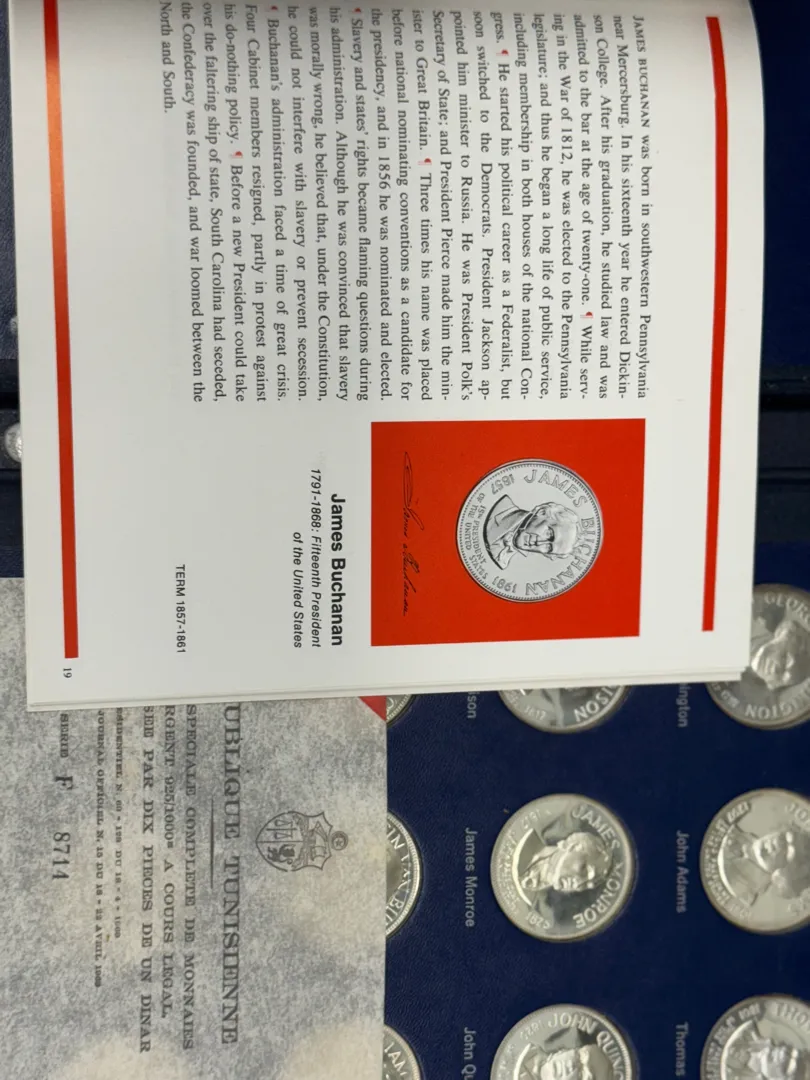 JAMES BUCHANAN was born in southwestern Pennsylvania
near Mercersburg. In his sixteenth year he entered Dickin-
son College. After his graduation, he studied law and was
admitted to the bar at the age of twenty-one. ¶ While serv-
ing in the War of 1812, he was elected to the Pennsylvania
legislature; and thus he began a long life of public service,
including membership in both houses of the national Con-
gress. ¶ He started his political career as a Federalist, but
soon switched to the Democrats. President Jackson ap-
pointed him minister to Russia. He was President Polk's
Secretary of State; and President Pierce made him the min-
ister to Great Britain. ¶ Three times his name was placed
before national nominating conventions as a candidate for
the presidency, and in 1856 he was nominated and elected.
¶ Slavery and states' rights became flaming questions during
his administration. Although he was convinced that slavery
was morally wrong, he believed that, under the Constitution,
he could not interfere with slavery or prevent secession.
¶ Buchanan's administration faced a time of great crisis.
Four Cabinet members resigned, partly in protest against
his do-nothing policy. ¶ Before a new President could take
over the faltering ship of state, South Carolina had seceded,
the Confederacy was founded, and war loomed between the
North and South.
JAMES BUCHANAN
1857
1861
James Buchanan
1791-1868: Fifteenth President
of the United States
TERM 1857-1861
19
ington
John Adams
Thomas
son
James Monroe
John Qu
JAMES MONROE
JOHN QUINC
UBLIQUE TUNISIENNE
SPECIALE COMPLETE DE MONNAIES
RGENT 925/1000e A COURS LEGAL,
SEE PAR DIX PIECES DE UN DINAR
SERIE F 8714